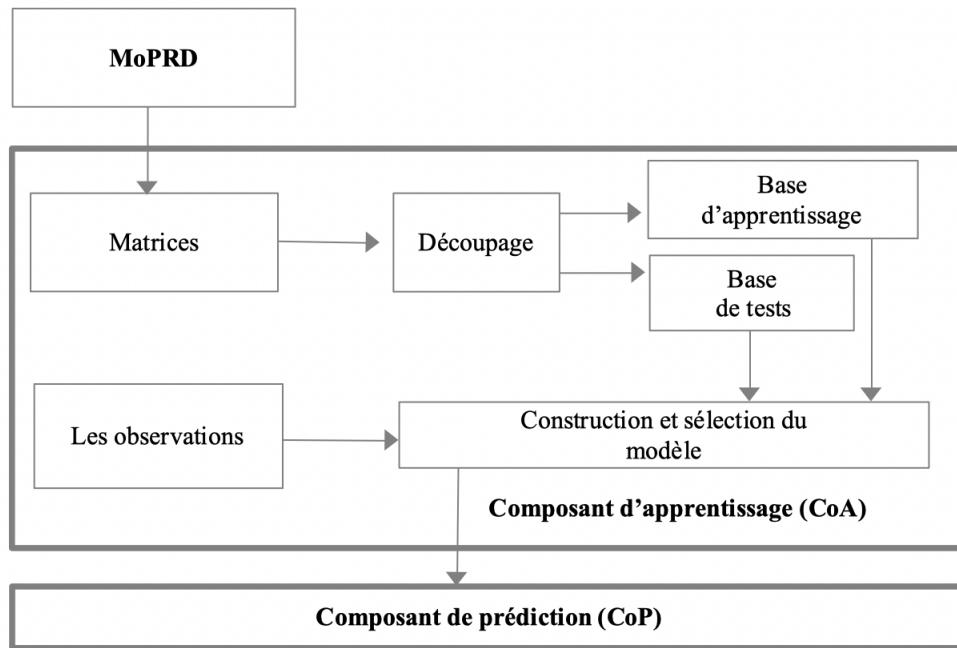 MoPRD
Base
d’apprentissage
Matrices
Découpage
Base
de tests
Les observations
Construction et sélection du
modèle
Composant d’apprentissage (CoA)
Composant de prédiction (CoP)